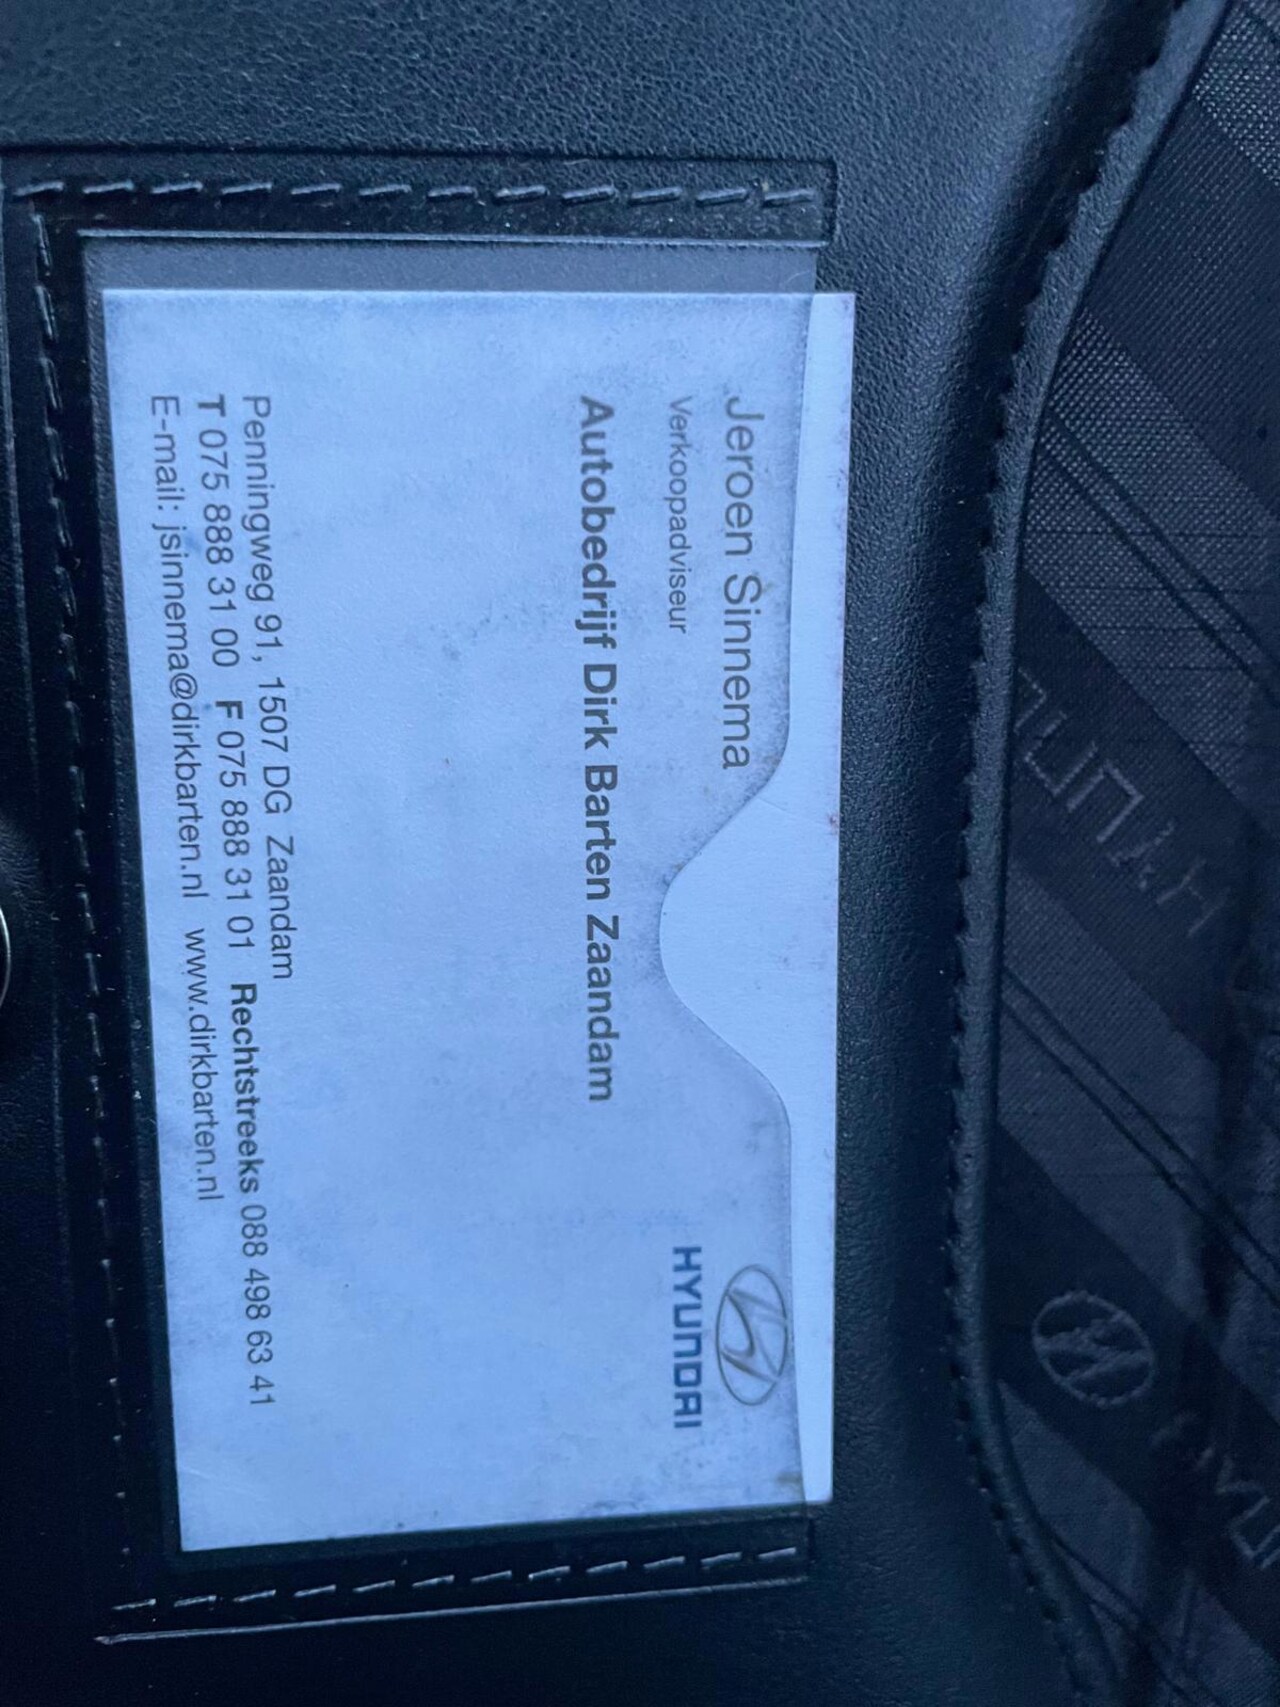 Jeroen Sinnema
Verkoopadviseur
HYUNDAI
Autobedrijf Dirk Barten Zaandam
Penningweg 91, 1507 DG Zaandam
T 075 888 31 00 F 075 888 31 01 Rechtstreeks 088 498 63 41
E-mail: jsinnema@dirkbarten.nl www.dirkbarten.nl
HYUN